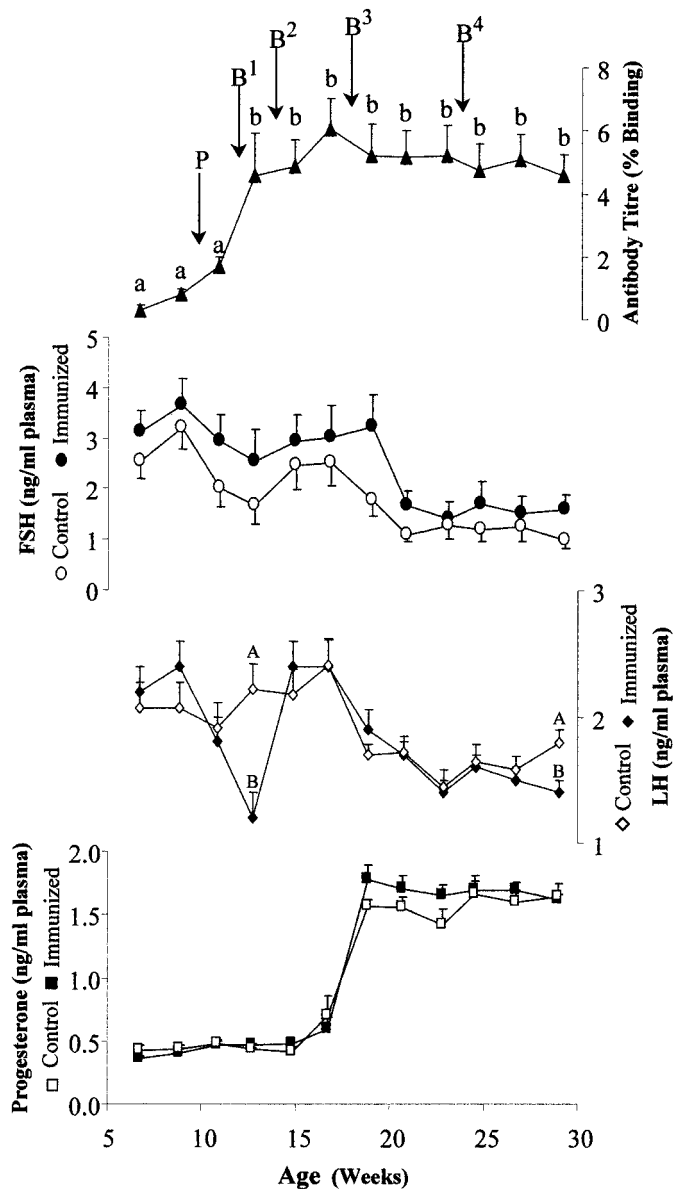 B³
B⁴
B²
B¹
P
a
a
a
b
b
b
b
b
b
b
b
b
8
6
4
2
0
Antibody Titre (% Binding)
5
4
3
2
1
0
FSH (ng/ml plasma)
○ Control ● Immunized
A
B
A
B
3
2
1
◇ Control ◆ Immunized
LH (ng/ml plasma)
2.0
1.5
1.0
0.5
0.0
Progesterone (ng/ml plasma)
□ Control ■ Immunized
5 10 15 20 25 30
Age (Weeks)